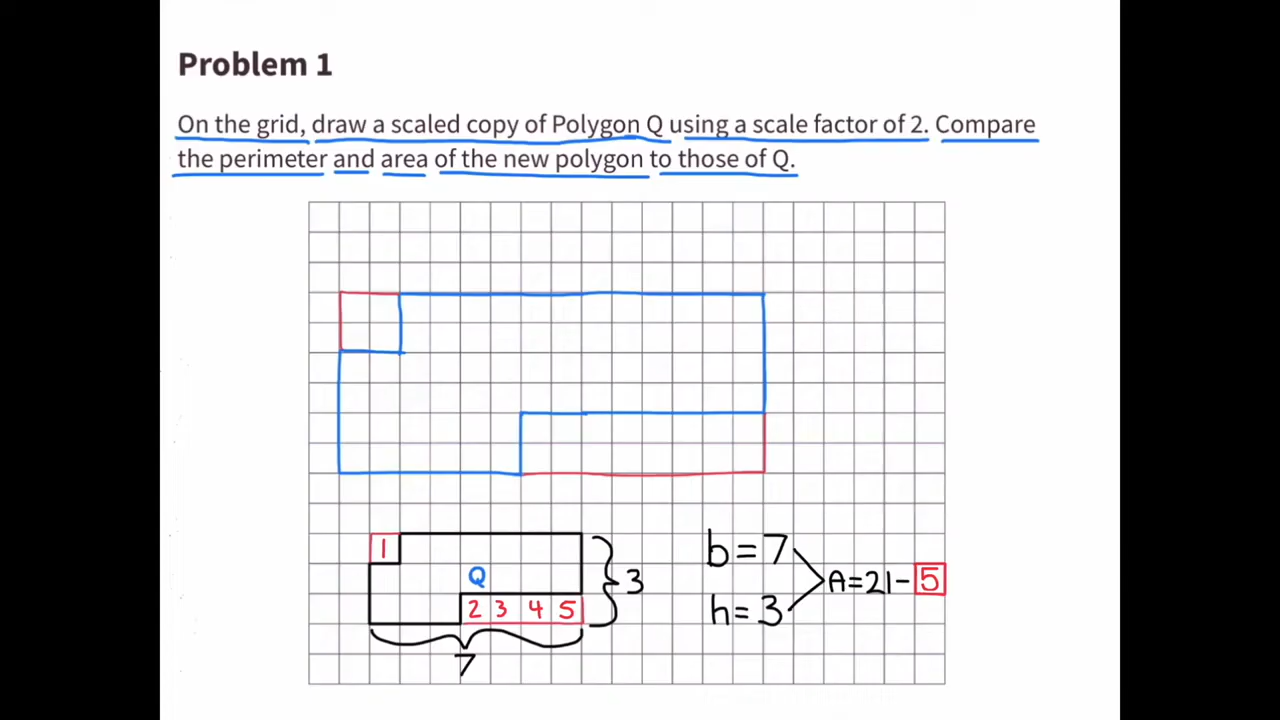 Problem 1
On the grid, draw a scaled copy of Polygon Q using a scale factor of 2. Compare
the perimeter and area of the new polygon to those of Q.
1
Q
2 3 4 5
3
7
b = 7
h = 3
A=21-5